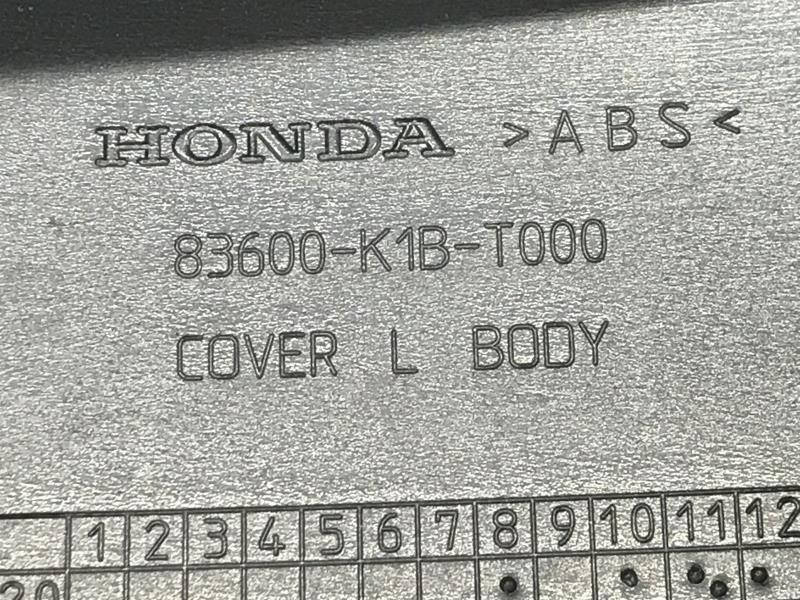 HONDA >ABS<
83600-K1B-T000
COVER L BODY
1 2 3 4 5 6 7 8 9 10 11 12
20